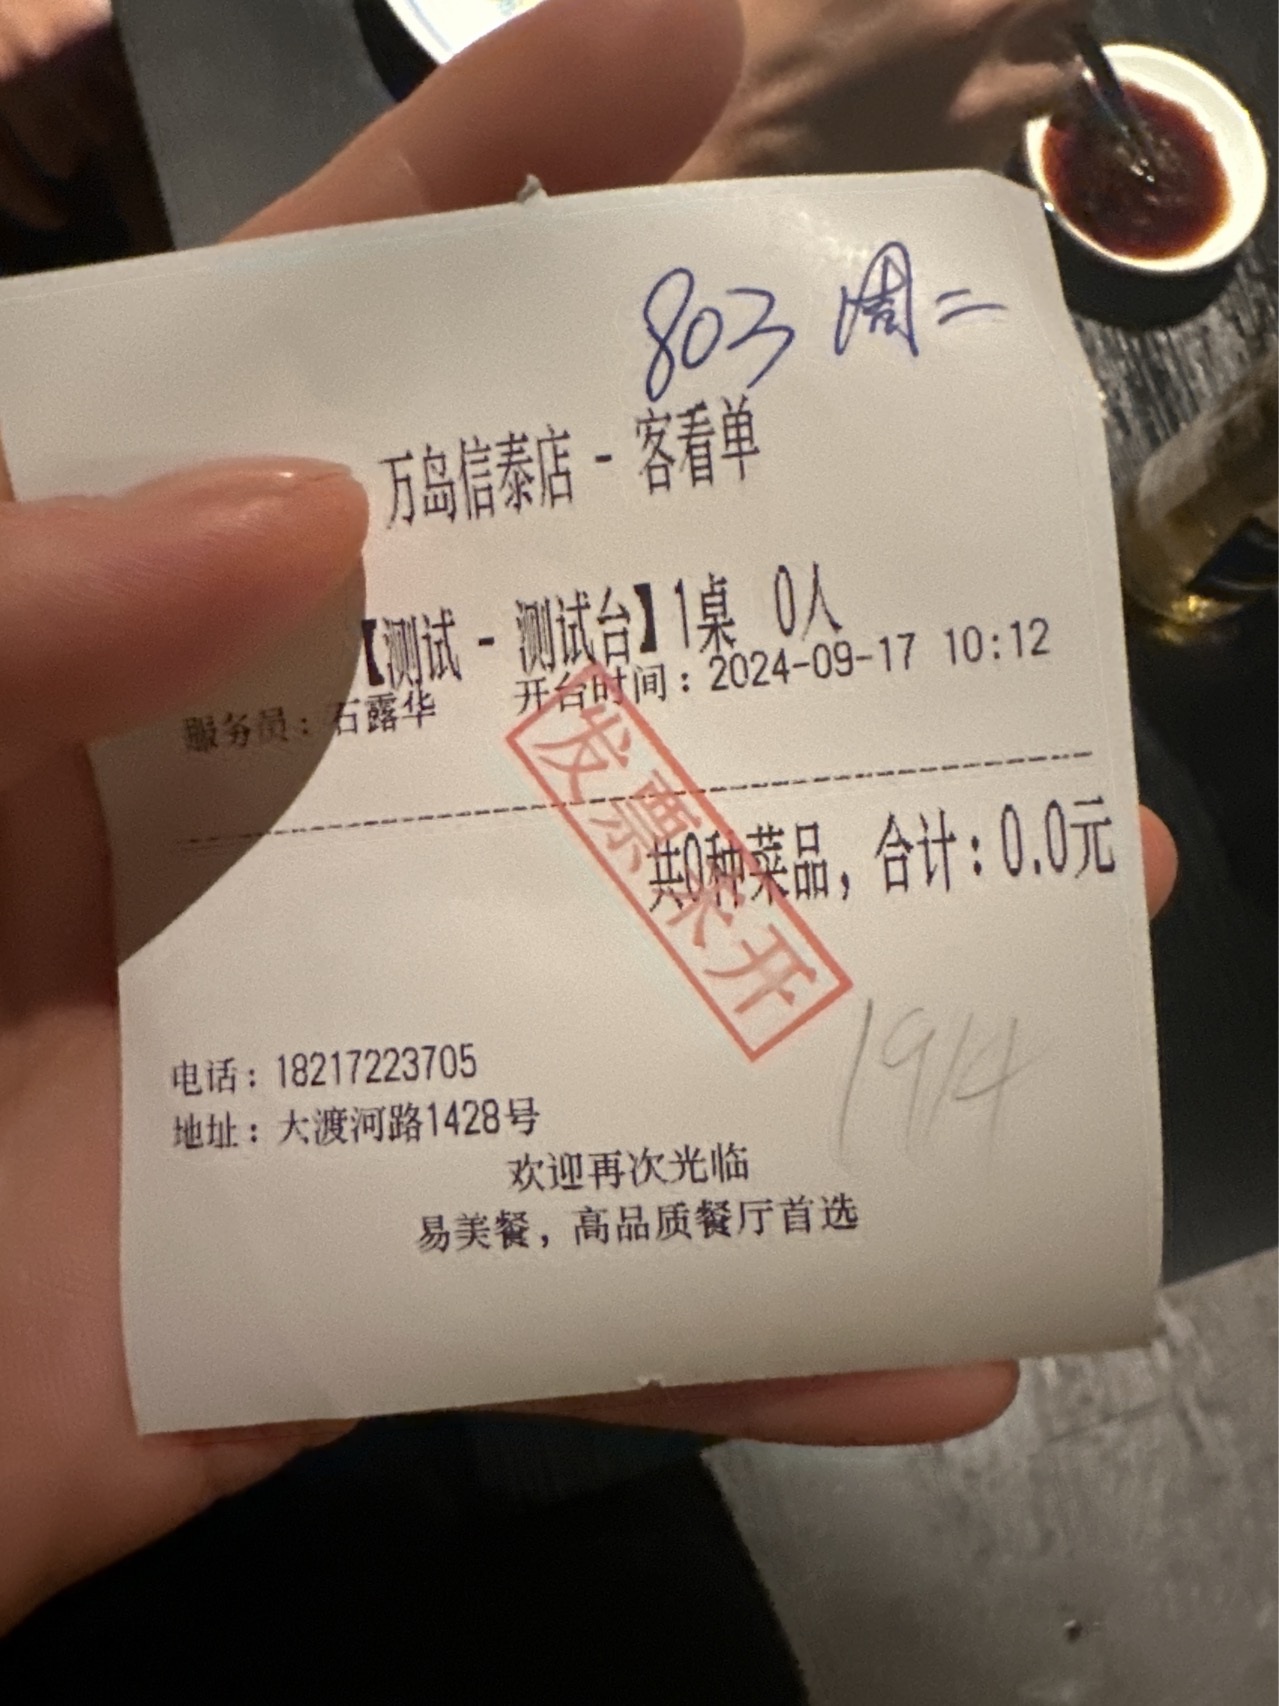 803 周二
万岛信泰店 - 客看单
【测试 - 测试台】1桌 0人
服务员：石露华 开台时间：2024-09-17 10:12
发票未开
共0种菜品，合计：0.0元
1914
电话：18217223705
地址：大渡河路1428号
欢迎再次光临
易美餐，高品质餐厅首选